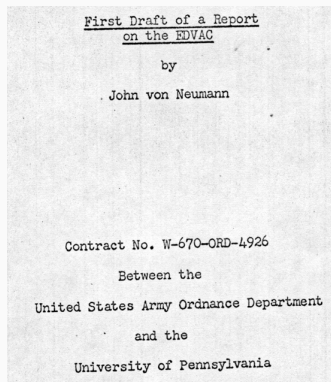 First Draft of a Report
on the EDVAC
by
John von Neumann
Contract No. W-670-ORD-4926
Between the
United States Army Ordnance Department
and the
University of Pennsylvania